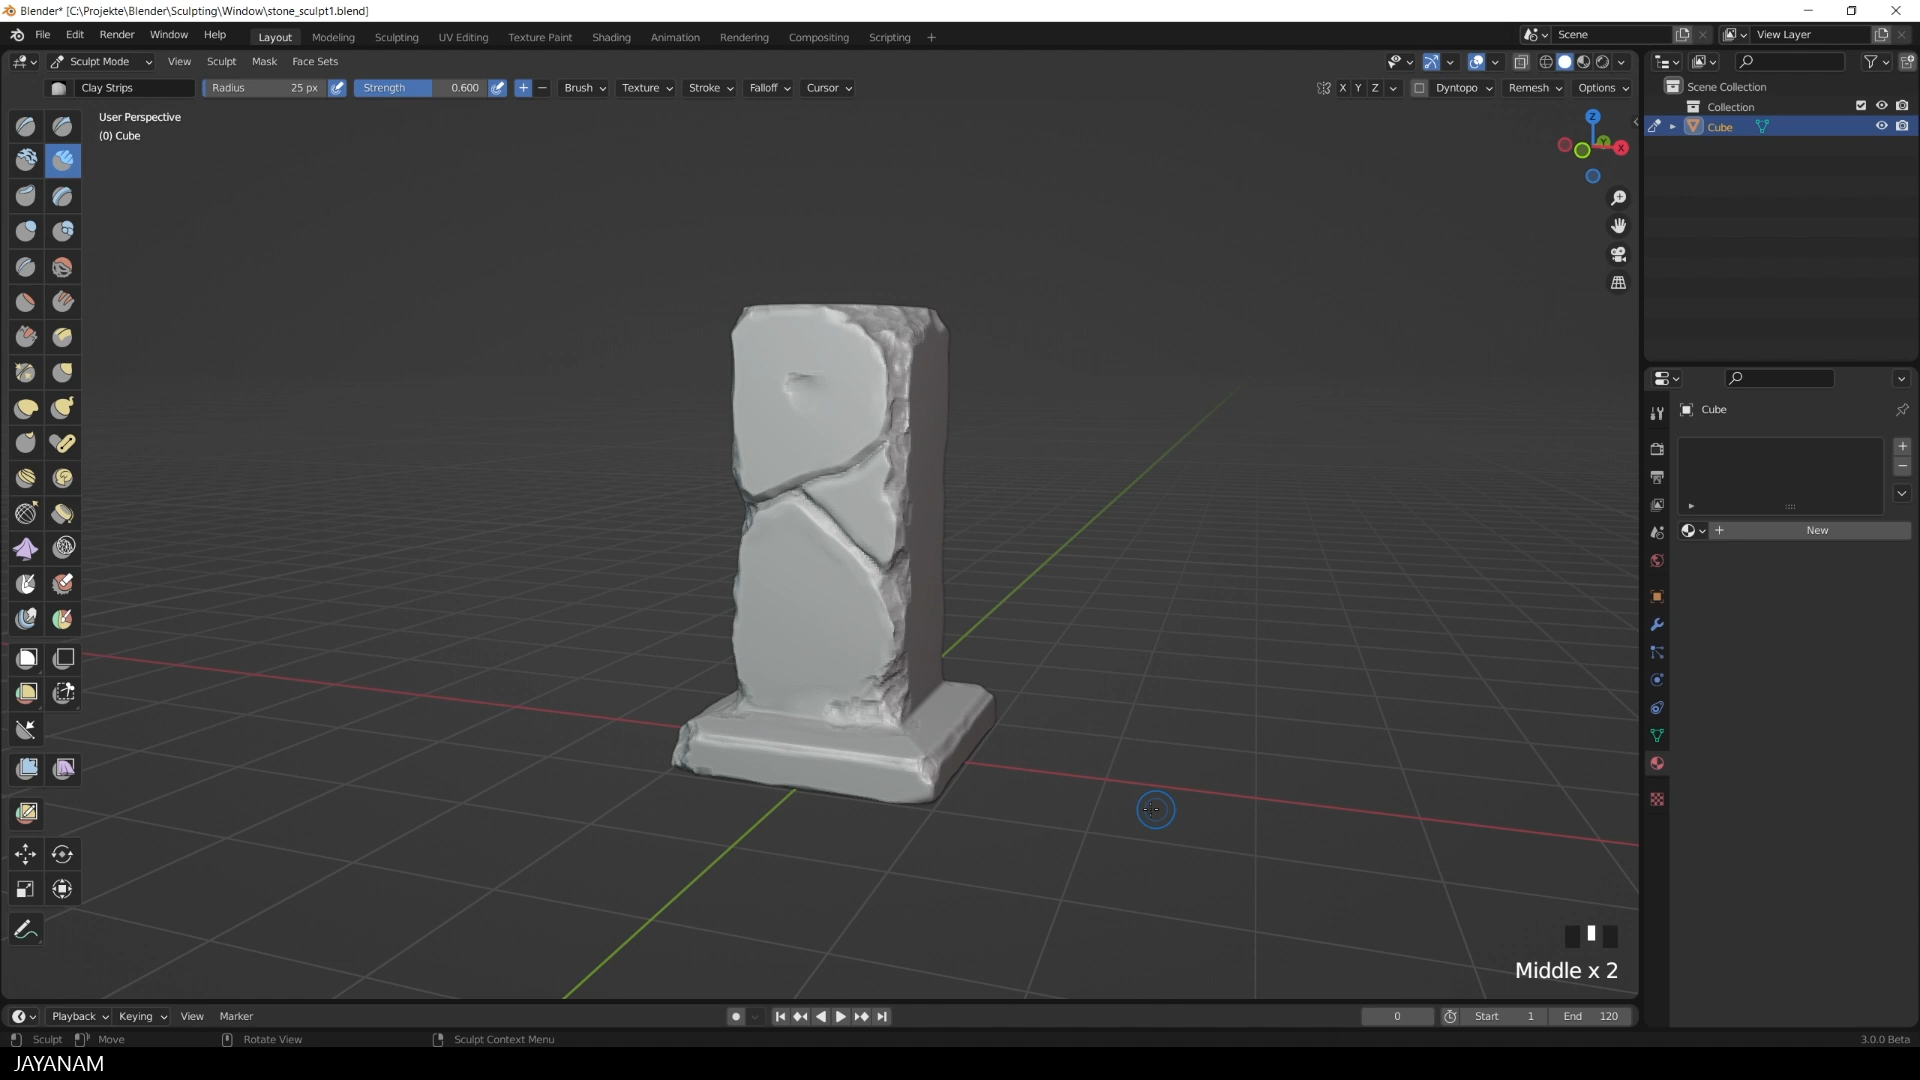 Blender* [C:\Projekte\Blender\Sculpting\Window\stone_sculpt1.blend]
File Edit Render Window Help Layout Modeling Sculpting UV Editing Texture Paint Shading Animation Rendering Compositing Scripting + Scene View Layer
Sculpt Mode View Sculpt Mask Face Sets
Clay Strips Radius 25 px Strength 0.600 Brush Texture Stroke Falloff Cursor X Y Z Dyntopo Remesh Options
Scene Collection
Collection
Cube
User Perspective
(0) Cube
Z
Y
X
Cube
New
Middle x 2
Playback Keying View Marker 0 Start 1 End 120
Sculpt Move Rotate View Sculpt Context Menu 3.0.0 Beta
JAYANAM